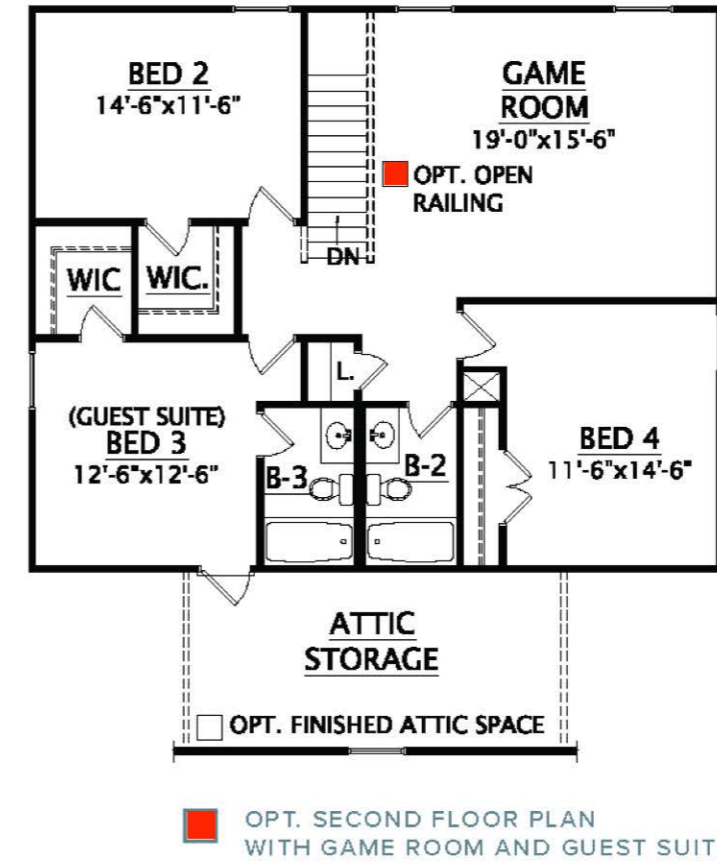 BED 2
14'-6"x11'-6"
GAME
ROOM
19'-0"x15'-6"
OPT. OPEN
RAILING
DN
WIC
WIC.
L.
(GUEST SUITE)
BED 3
12'-6"x12'-6"
B-3
B-2
BED 4
11'-6"x14'-6"
ATTIC
STORAGE
OPT. FINISHED ATTIC SPACE
OPT. SECOND FLOOR PLAN
WITH GAME ROOM AND GUEST SUIT